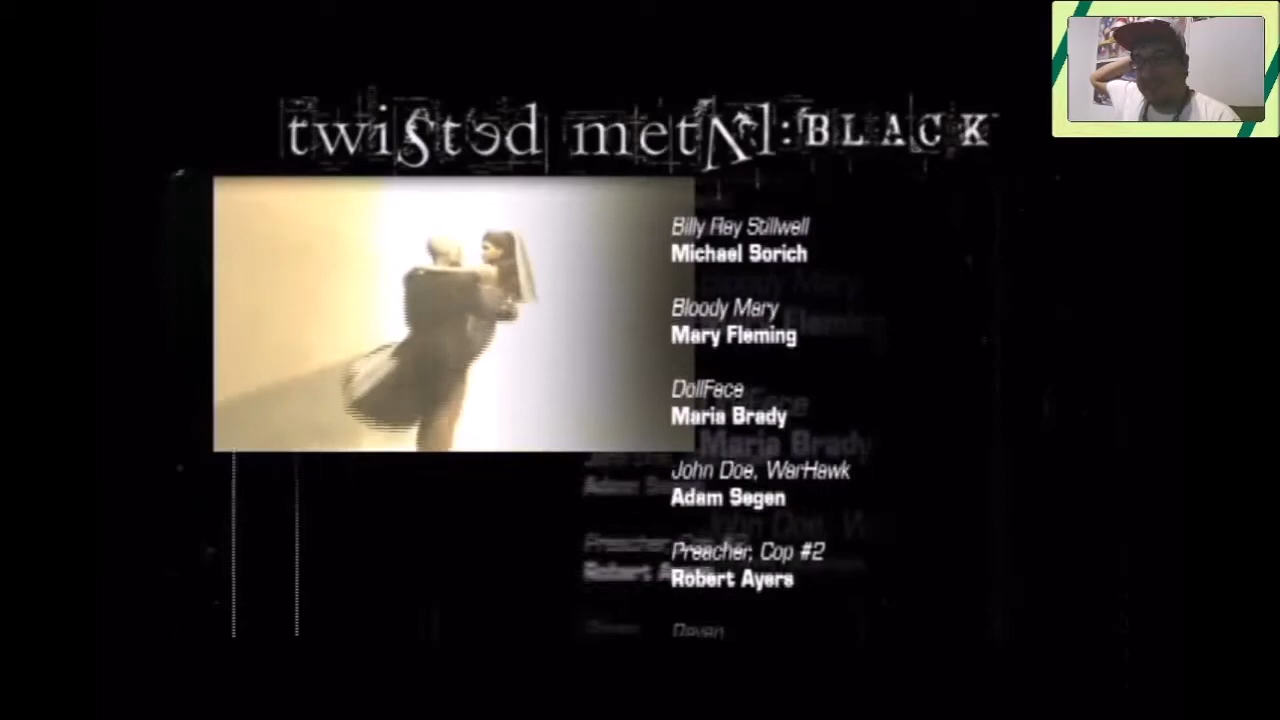 twisted metal: BLACK
Billy Ray Stillwell
Michael Sorich
Bloody Mary
Mary Fleming
DollFace
Maria Brady
John Doe, WarHawk
Adam Segen
Preacher, Cop #2
Robert Ayers
Raven